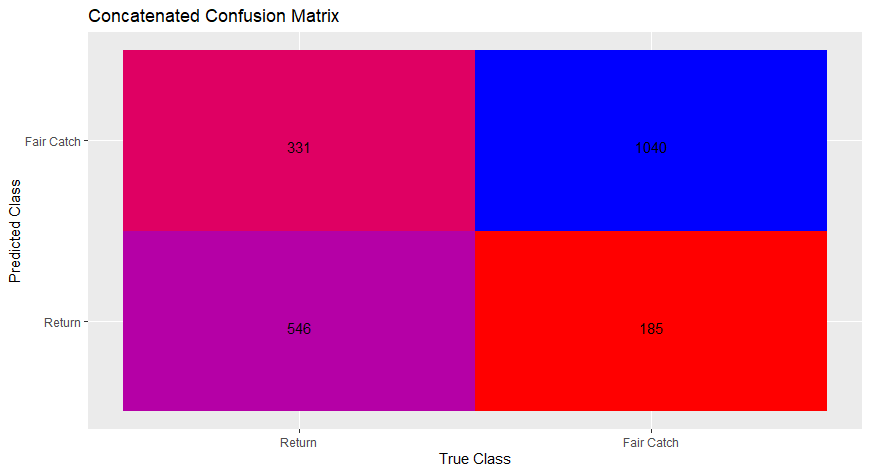 Concatenated Confusion Matrix
Predicted Class
Fair Catch
331
1040
Return
546
185
Return
Fair Catch
True Class